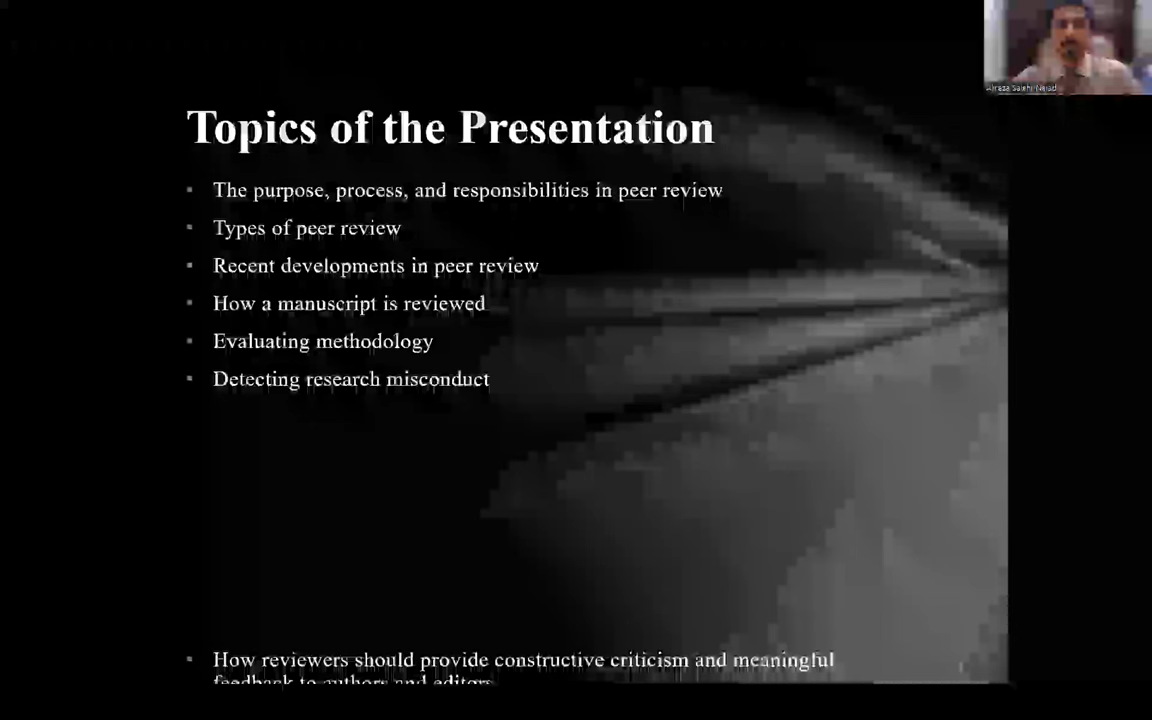 Topics of the Presentation
The purpose, process, and responsibilities in peer review
Types of peer review
Recent developments in peer review
How a manuscript is reviewed
Evaluating methodology
Detecting research misconduct
How reviewers should provide constructive criticism and meaningful
feedback to authors and editors